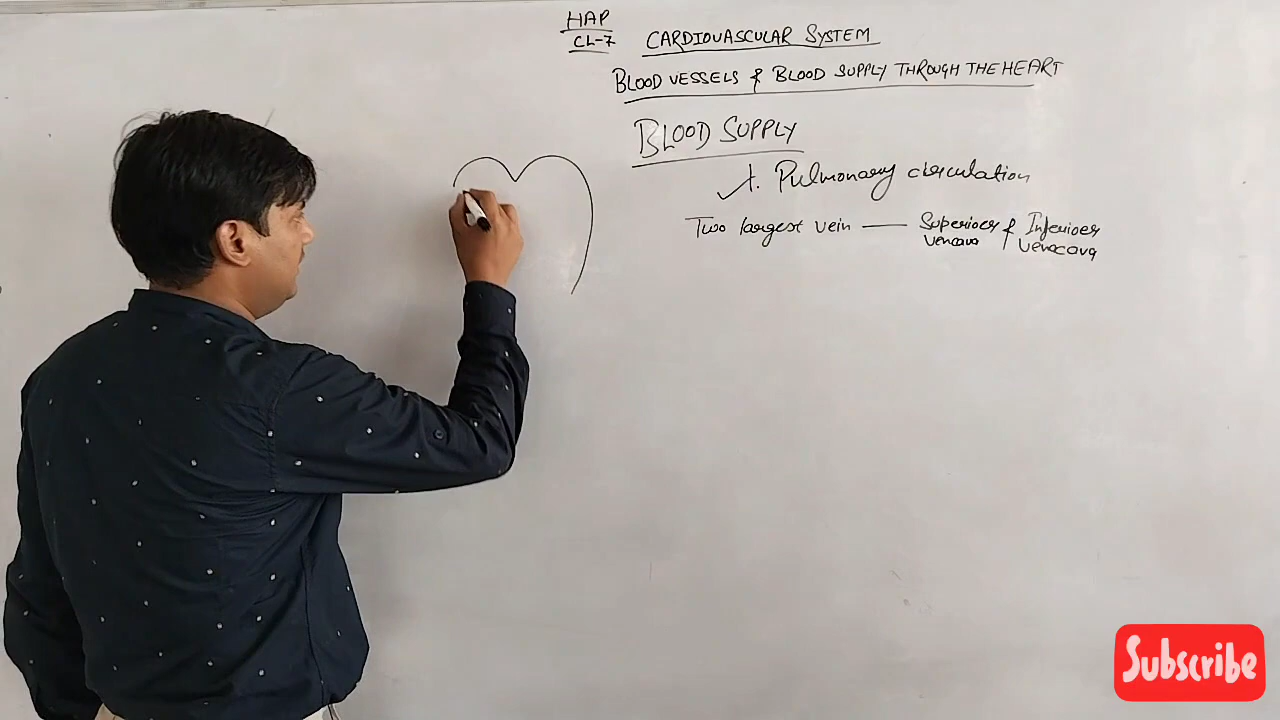 HAP
CL-7
CARDIOVASCULAR SYSTEM
BLOOD VESSELS & BLOOD SUPPLY THROUGH THE HEART
BLOOD SUPPLY
1. Pulmonary circulation
Two largest vein — Superior & Inferior
vencava venacava
Subscribe